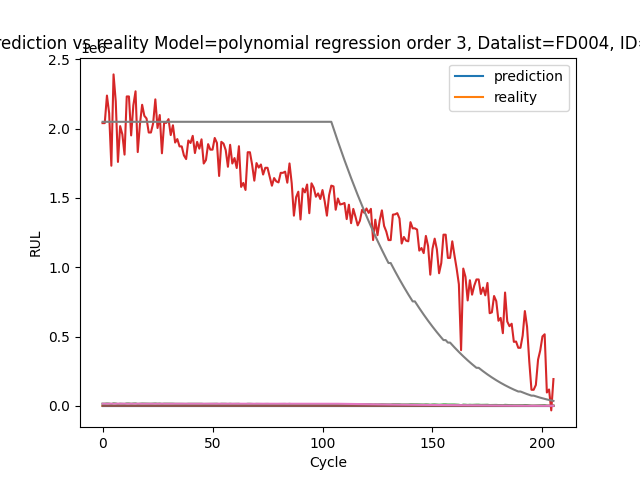 rediction vs reality Model=polynomial regression order 3, Datalist=FD004, ID=
1e6
2.5
2.0
1.5
1.0
0.5
0.0
RUL
0
50
100
150
200
Cycle
prediction
reality